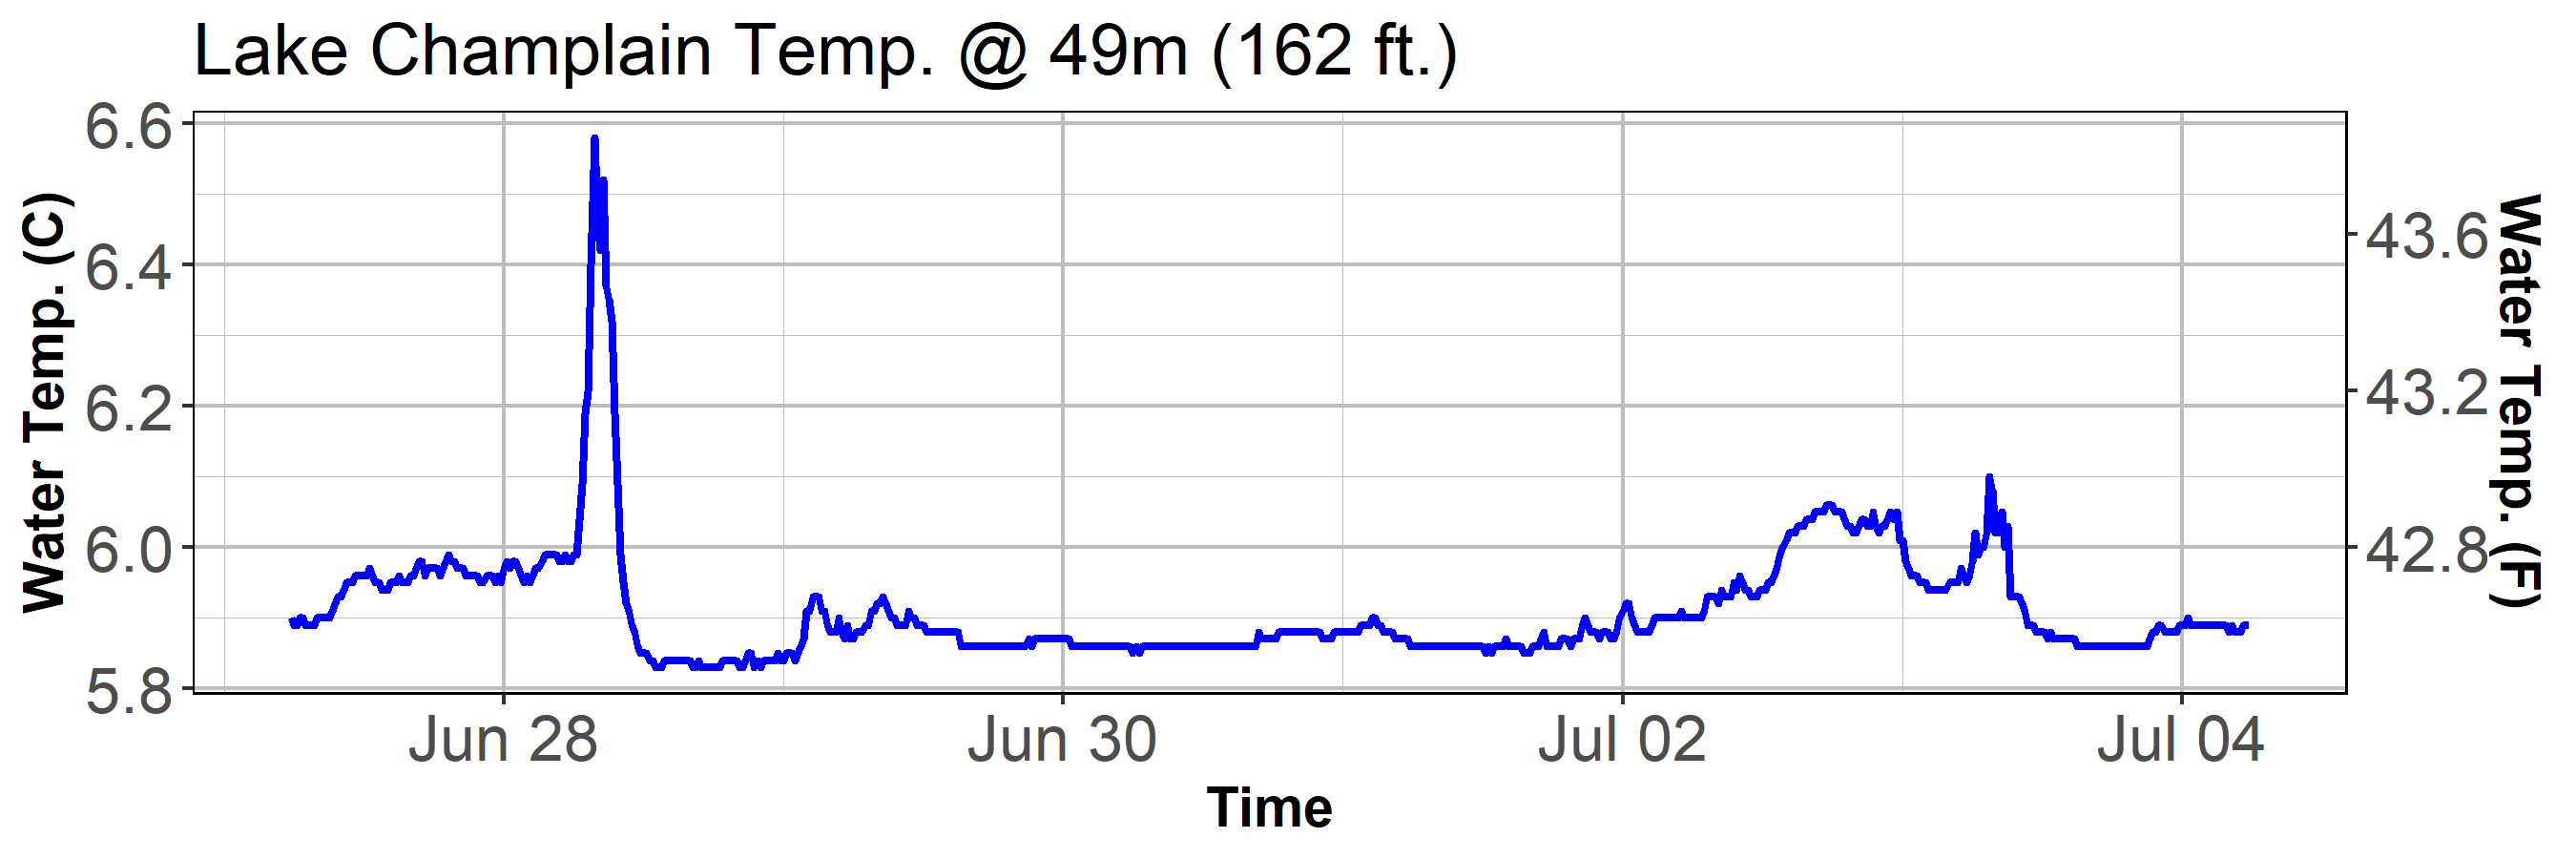 Lake Champlain Temp. @ 49m (162 ft.)
Water Temp. (C)
6.6
6.4
6.2
6.0
5.8
43.6
43.2
42.8
Water Temp. (F)
Jun 28
Jun 30
Jul 02
Jul 04
Time